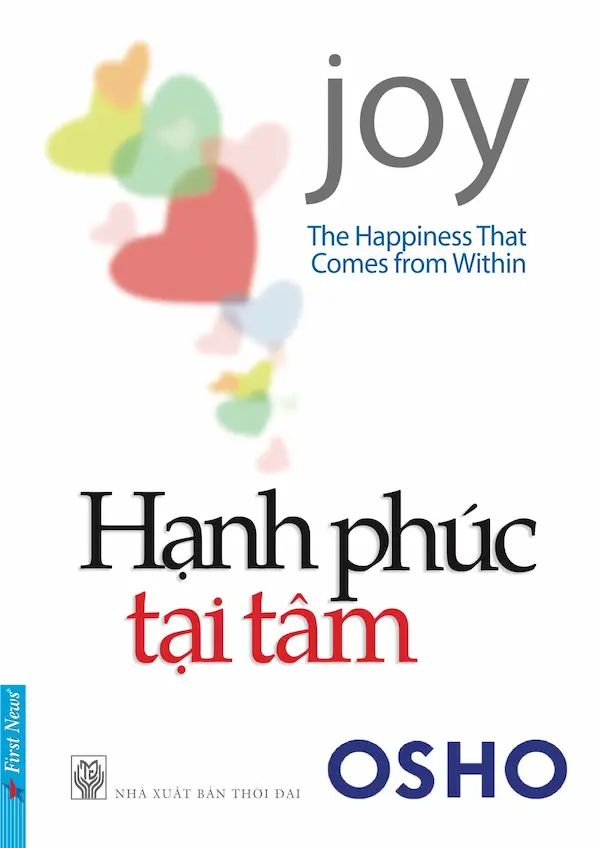 joy
The Happiness That
Comes from Within
Hạnh phúc
tại tâm
First News®
NHÀ XUẤT BẢN THỜI ĐẠI
OSHO